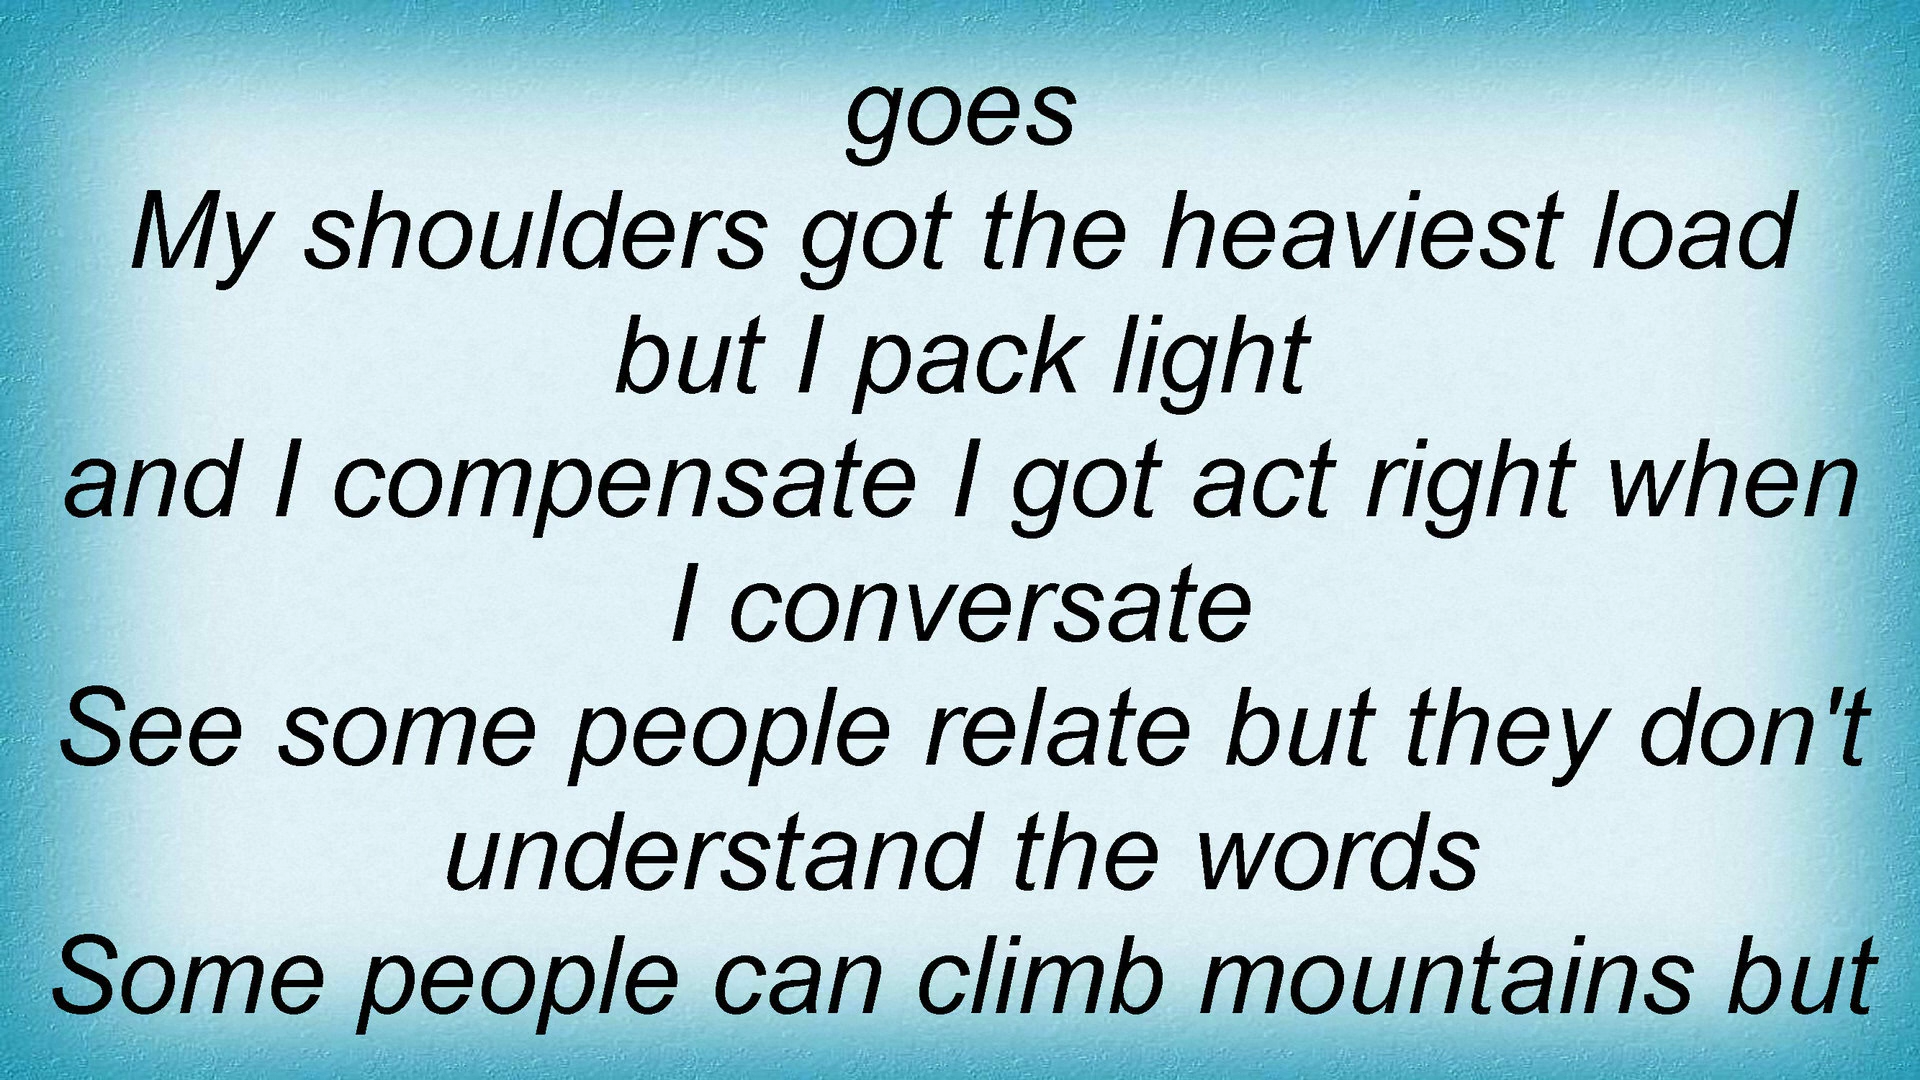 goes
My shoulders got the heaviest load
but I pack light
and I compensate I got act right when
I conversate
See some people relate but they don't
understand the words
Some people can climb mountains but